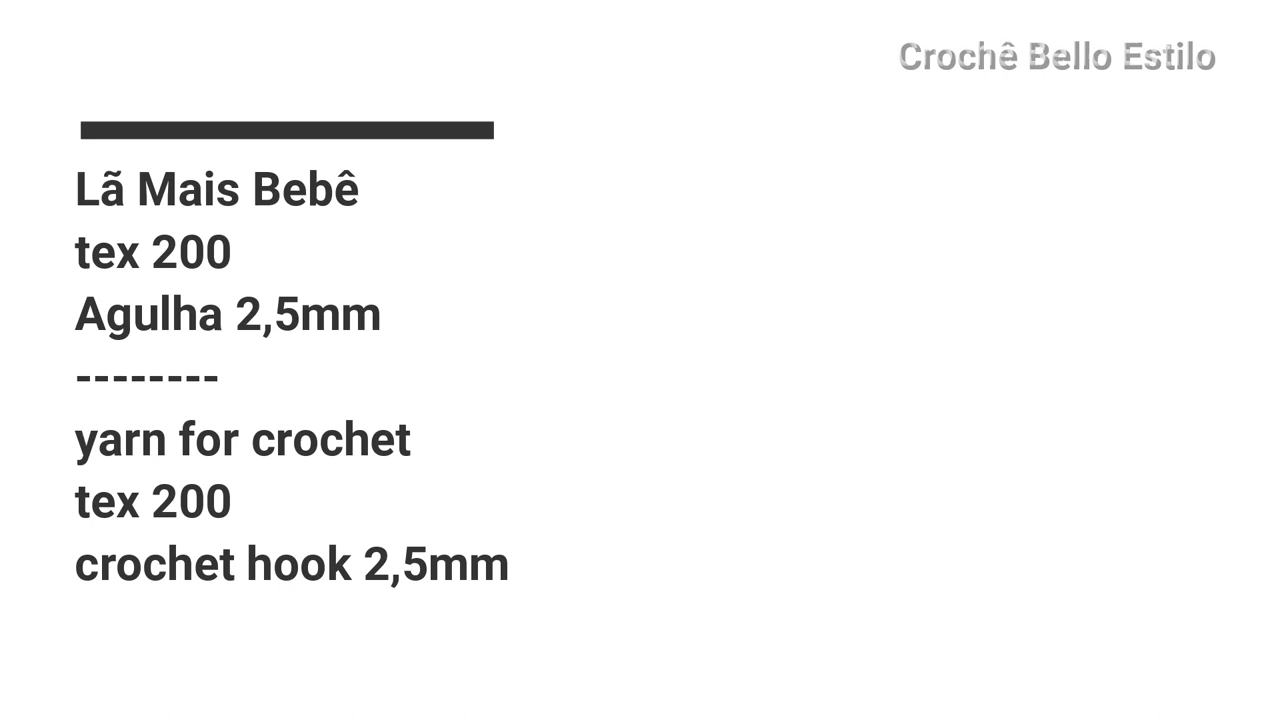 Crochê Bello Estilo
Lã Mais Bebê
tex 200
Agulha 2,5mm
--------
yarn for crochet
tex 200
crochet hook 2,5mm